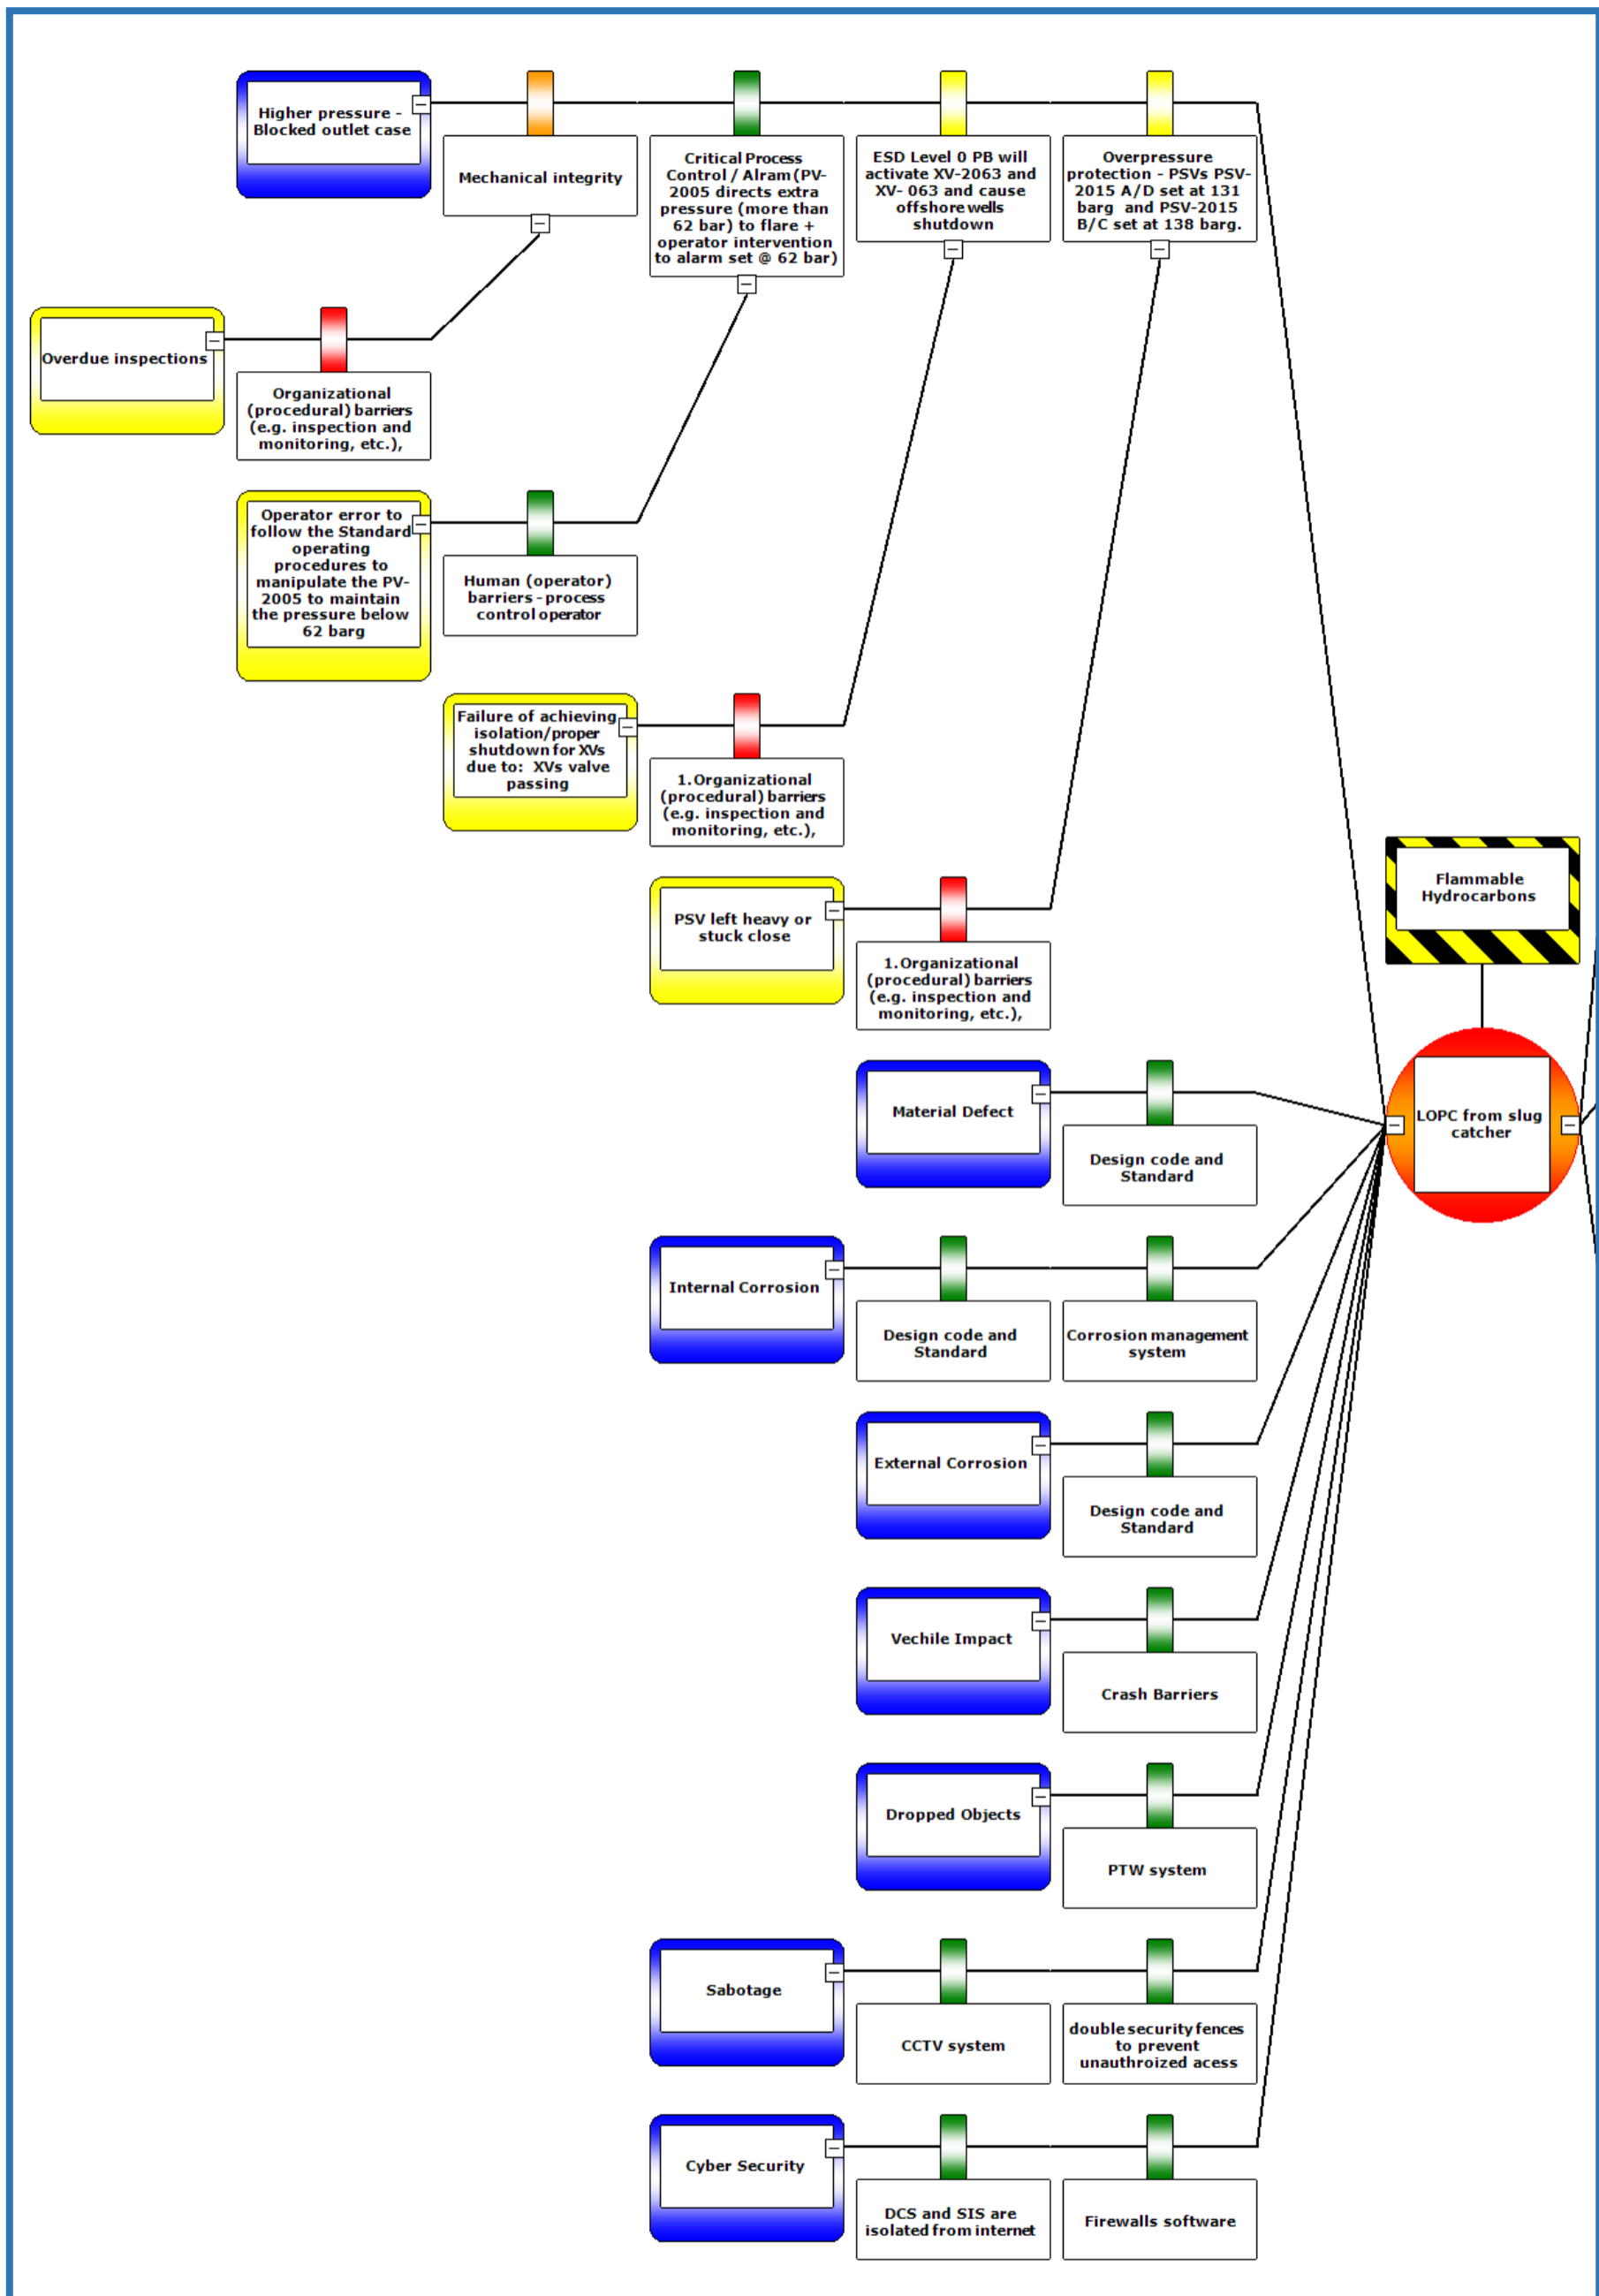 Higher pressure -
Blocked outlet case
Mechanical integrity
Critical Process
Control / Alram (PV-
2005 directs extra
pressure (more than
62 bar) to flare +
operator intervention
to alarm set @ 62 bar)
ESD Level 0 PB will
activate XV-2063 and
XV- 063 and cause
offshore wells
shutdown
Overpressure
protection - PSVs PSV-
2015 A/D set at 131
barg and PSV-2015
B/C set at 138 barg.
Overdue inspections
Organizational
(procedural) barriers
(e.g. inspection and
monitoring, etc.),
Operator error to
follow the Standard
operating
procedures to
manipulate the PV-
2005 to maintain
the pressure below
62 barg
Human (operator)
barriers - process
control operator
Failure of achieving
isolation/proper
shutdown for XVs
due to: XVs valve
passing
1.Organizational
(procedural) barriers
(e.g. inspection and
monitoring, etc.),
PSV left heavy or
stuck close
1.Organizational
(procedural) barriers
(e.g. inspection and
monitoring, etc.),
Flammable
Hydrocarbons
LOPC from slug
catcher
Material Defect
Design code and
Standard
Internal Corrosion
Design code and
Standard
Corrosion management
system
External Corrosion
Design code and
Standard
Vechile Impact
Crash Barriers
Dropped Objects
PTW system
Sabotage
CCTV system
double security fences
to prevent
unauthroized acess
Cyber Security
DCS and SIS are
isolated from internet
Firewalls software